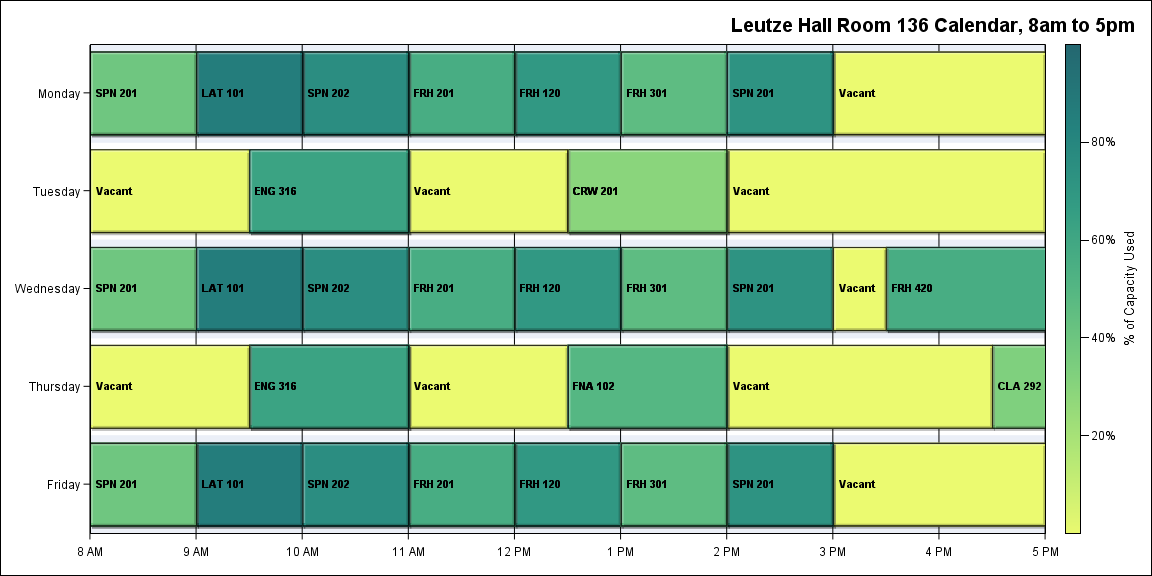 Leutze Hall Room 136 Calendar, 8am to 5pm
Monday
SPN 201
LAT 101
SPN 202
FRH 201
FRH 120
FRH 301
SPN 201
Vacant
Tuesday
Vacant
ENG 316
Vacant
CRW 201
Vacant
Wednesday
SPN 201
LAT 101
SPN 202
FRH 201
FRH 120
FRH 301
SPN 201
Vacant
FRH 420
Thursday
Vacant
ENG 316
Vacant
FNA 102
Vacant
CLA 292
Friday
SPN 201
LAT 101
SPN 202
FRH 201
FRH 120
FRH 301
SPN 201
Vacant
8 AM
9 AM
10 AM
11 AM
12 PM
1 PM
2 PM
3 PM
4 PM
5 PM
80%
60%
40%
20%
% of Capacity Used